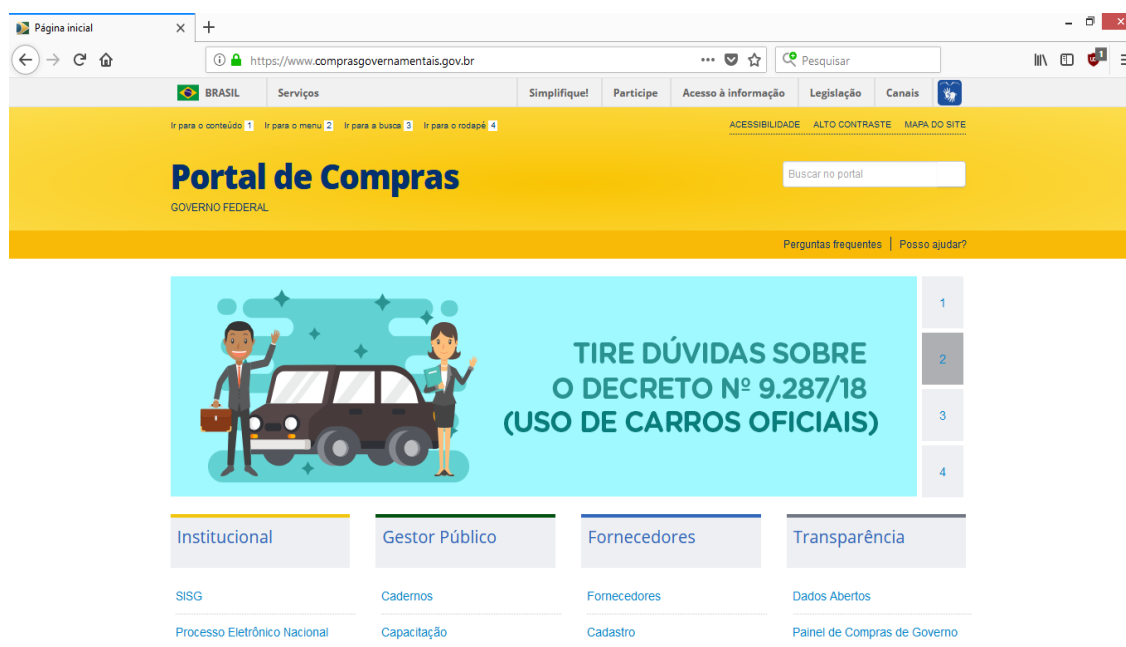 Página inicial
https://www.comprasgovernamentais.gov.br
Pesquisar
1
BRASIL Serviços Simplifique! Participe Acesso à informação Legislação Canais
Ir para o conteúdo 1 Ir para o menu 2 Ir para a busca 3 Ir para o rodapé 4 ACESSIBILIDADE ALTO CONTRASTE MAPA DO SITE
Portal de Compras
GOVERNO FEDERAL
Buscar no portal
Perguntas frequentes | Posso ajudar?
TIRE DÚVIDAS SOBRE
O DECRETO Nº 9.287/18
(USO DE CARROS OFICIAIS)
1
2
3
4
Institucional Gestor Público Fornecedores Transparência
SISG Cadernos Fornecedores Dados Abertos
Processo Eletrônico Nacional Capacitação Cadastro Painel de Compras de Governo